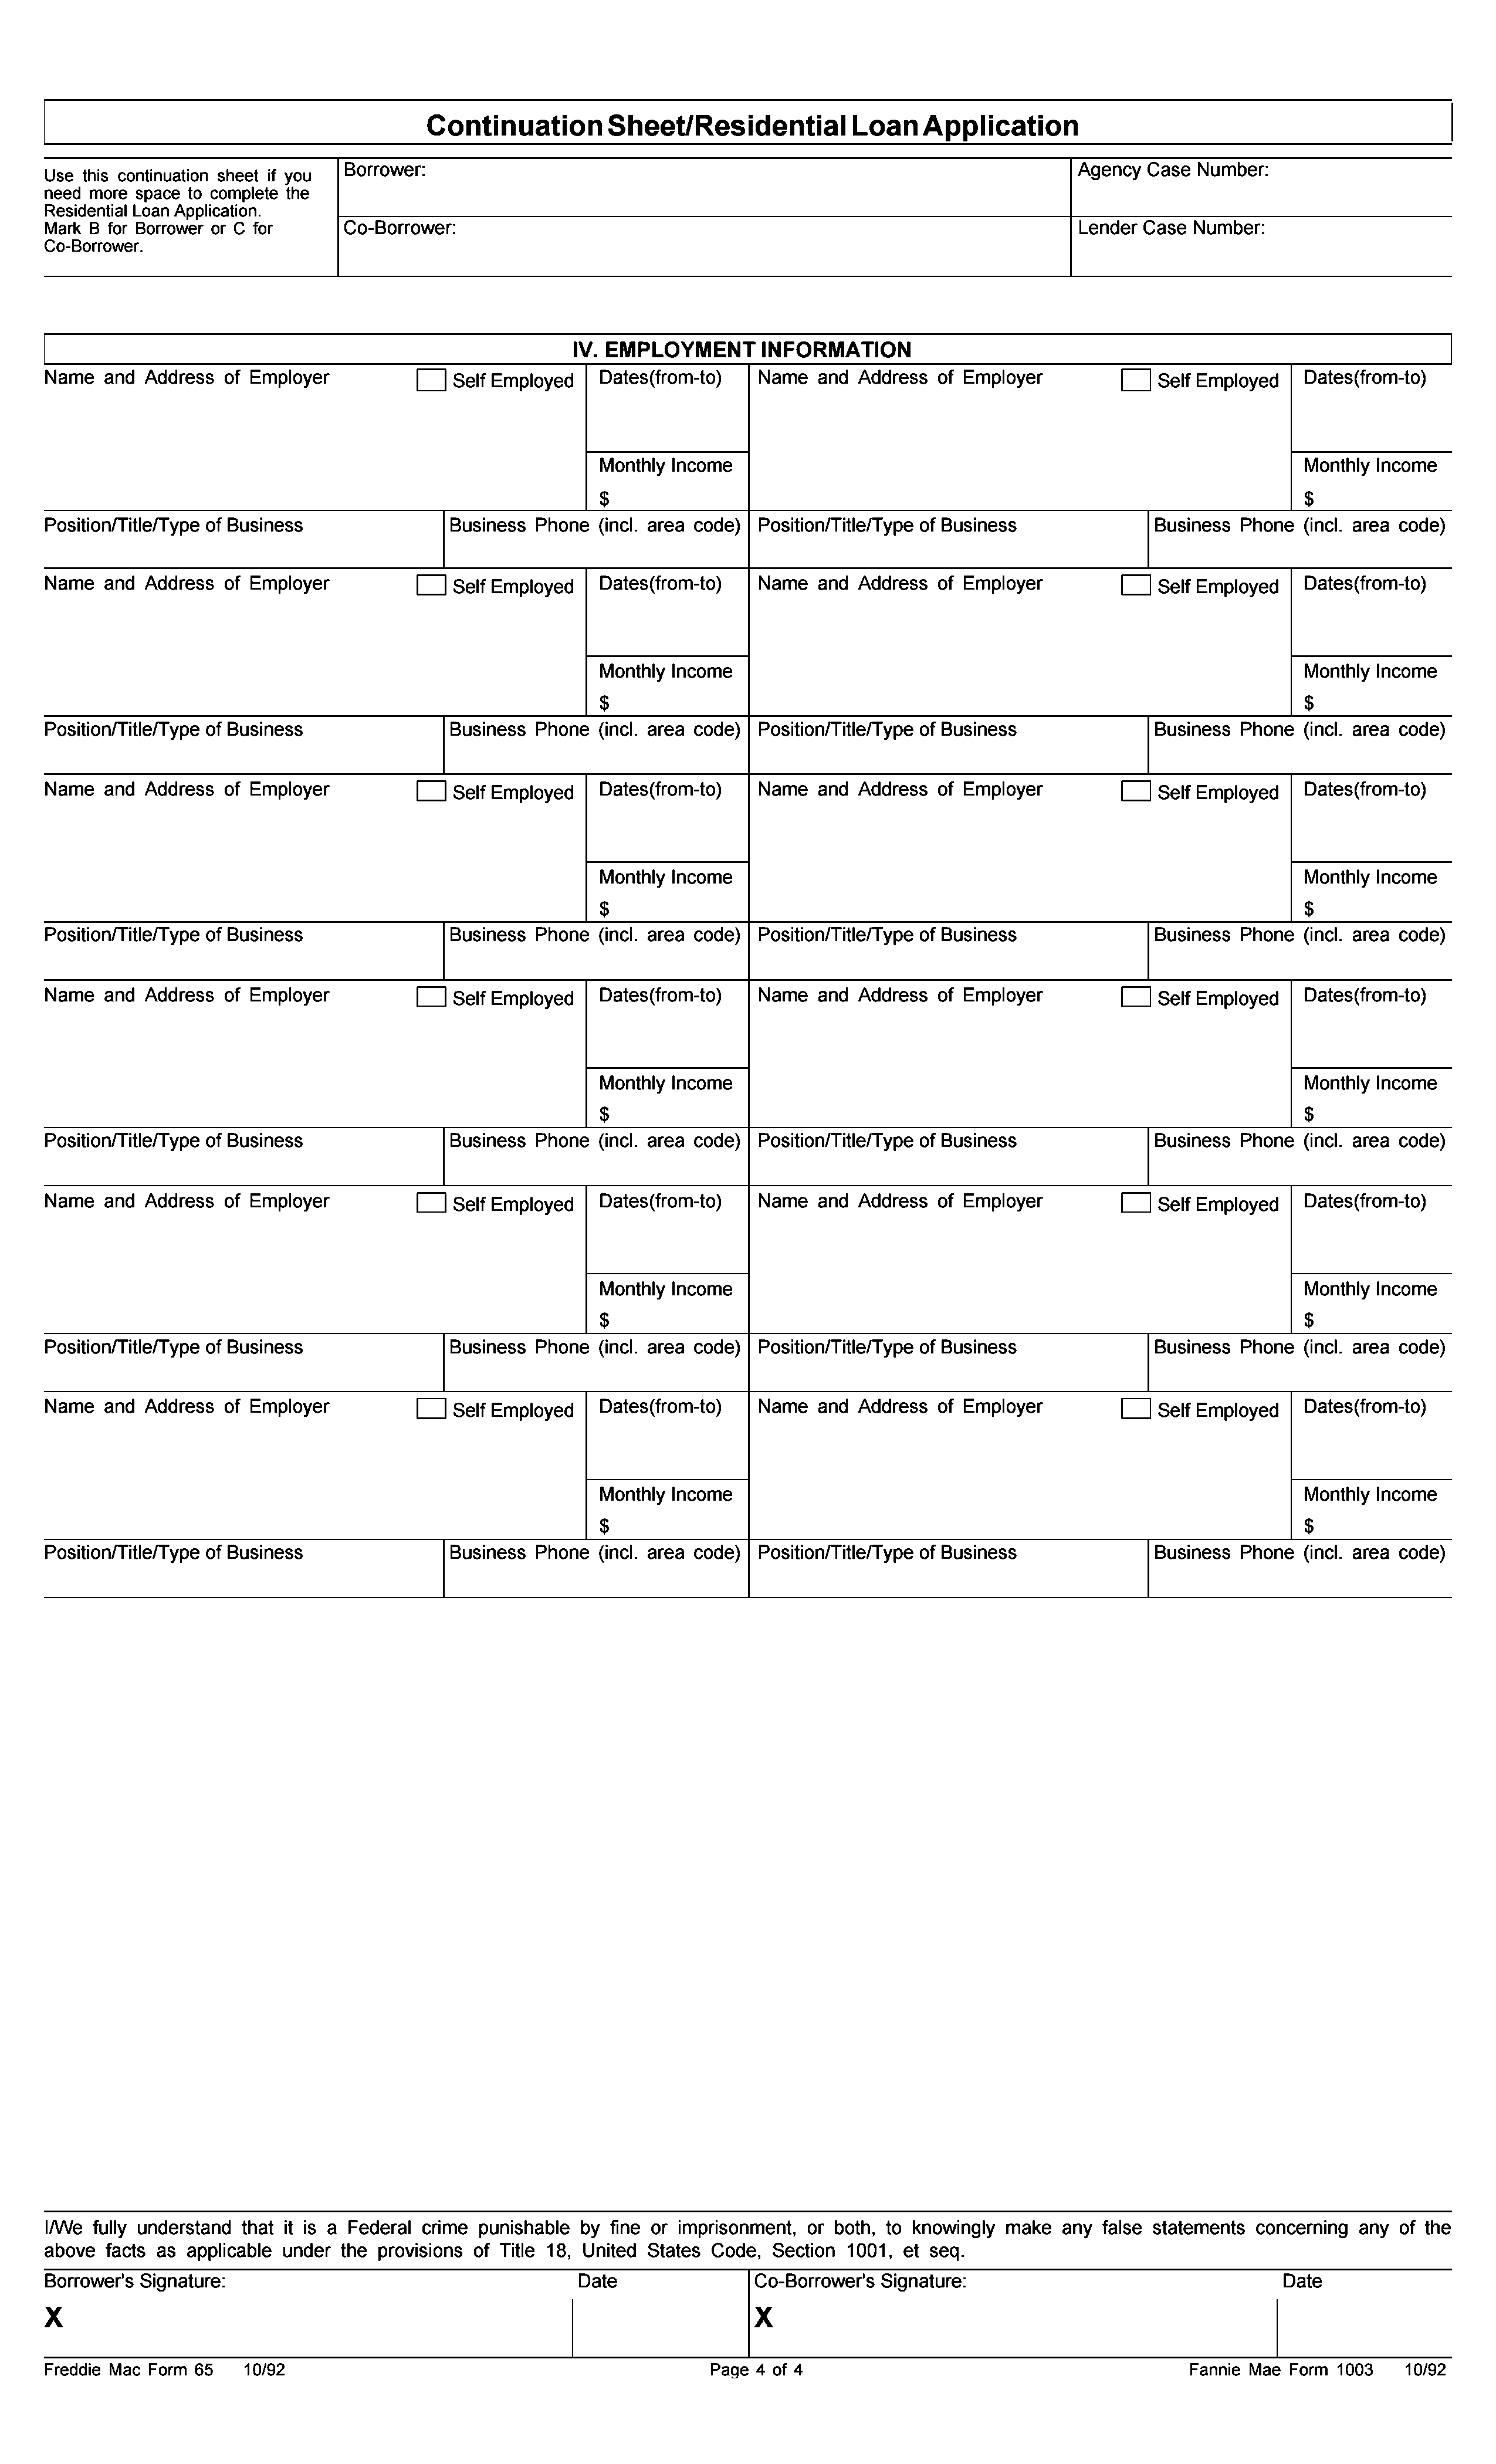 Continuation Sheet/Residential Loan Application
Use this continuation sheet if you
need more space to complete the
Residential Loan Application.
Mark B for Borrower or C for
Co-Borrower.
Borrower:
Agency Case Number:
Co-Borrower:
Lender Case Number:
IV. EMPLOYMENT INFORMATION
Name and Address of Employer Self Employed Dates(from-to) Name and Address of Employer Self Employed Dates(from-to)
Monthly Income Monthly Income
$ $
Position/Title/Type of Business Business Phone (incl. area code) Position/Title/Type of Business Business Phone (incl. area code)
Name and Address of Employer Self Employed Dates(from-to) Name and Address of Employer Self Employed Dates(from-to)
Monthly Income Monthly Income
$ $
Position/Title/Type of Business Business Phone (incl. area code) Position/Title/Type of Business Business Phone (incl. area code)
Name and Address of Employer Self Employed Dates(from-to) Name and Address of Employer Self Employed Dates(from-to)
Monthly Income Monthly Income
$ $
Position/Title/Type of Business Business Phone (incl. area code) Position/Title/Type of Business Business Phone (incl. area code)
Name and Address of Employer Self Employed Dates(from-to) Name and Address of Employer Self Employed Dates(from-to)
Monthly Income Monthly Income
$ $
Position/Title/Type of Business Business Phone (incl. area code) Position/Title/Type of Business Business Phone (incl. area code)
Name and Address of Employer Self Employed Dates(from-to) Name and Address of Employer Self Employed Dates(from-to)
Monthly Income Monthly Income
$ $
Position/Title/Type of Business Business Phone (incl. area code) Position/Title/Type of Business Business Phone (incl. area code)
Name and Address of Employer Self Employed Dates(from-to) Name and Address of Employer Self Employed Dates(from-to)
Monthly Income Monthly Income
$ $
Position/Title/Type of Business Business Phone (incl. area code) Position/Title/Type of Business Business Phone (incl. area code)
I/We fully understand that it is a Federal crime punishable by fine or imprisonment, or both, to knowingly make any false statements concerning any of the
above facts as applicable under the provisions of Title 18, United States Code, Section 1001, et seq.
Borrower's Signature: Date Co-Borrower's Signature: Date
X X
Freddie Mac Form 65 10/92 Page 4 of 4 Fannie Mae Form 1003 10/92